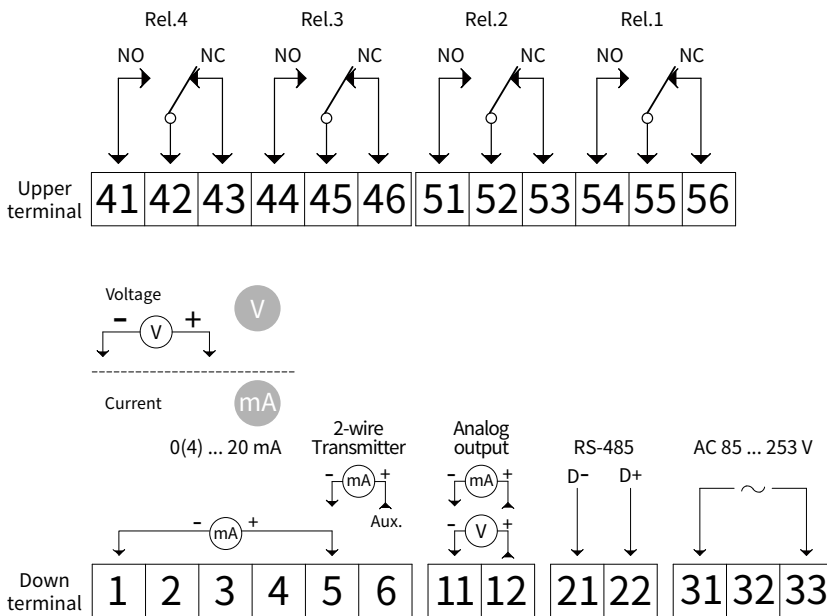 Rel.4 Rel.3 Rel.2 Rel.1
NO NC NO NC NO NC NO NC
Upper
terminal
41 42 43 44 45 46 51 52 53 54 55 56
Voltage
V
- V +
Current
mA
0(4) ... 20 mA
2-wire
Transmitter
- mA +
Aux.
- mA +
Analog
output
- mA +
- V +
RS-485
D- D+
AC 85 ... 253 V
~
Down
terminal
1 2 3 4 5 6 11 12 21 22 31 32 33